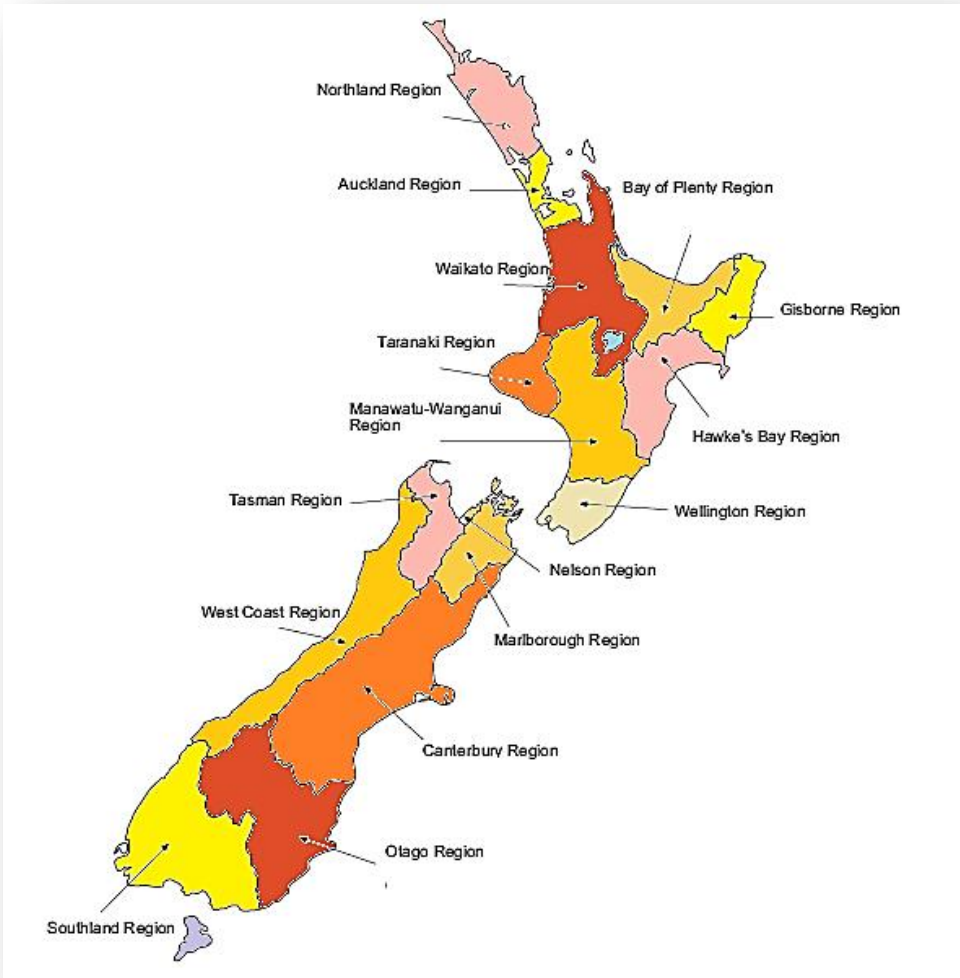 Northland Region
Auckland Region
Bay of Plenty Region
Waikato Region
Gisborne Region
Taranaki Region
Manawatu-Wanganui
Region
Hawke's Bay Region
Tasman Region
Wellington Region
Nelson Region
West Coast Region
Marlborough Region
Canterbury Region
Otago Region
Southland Region